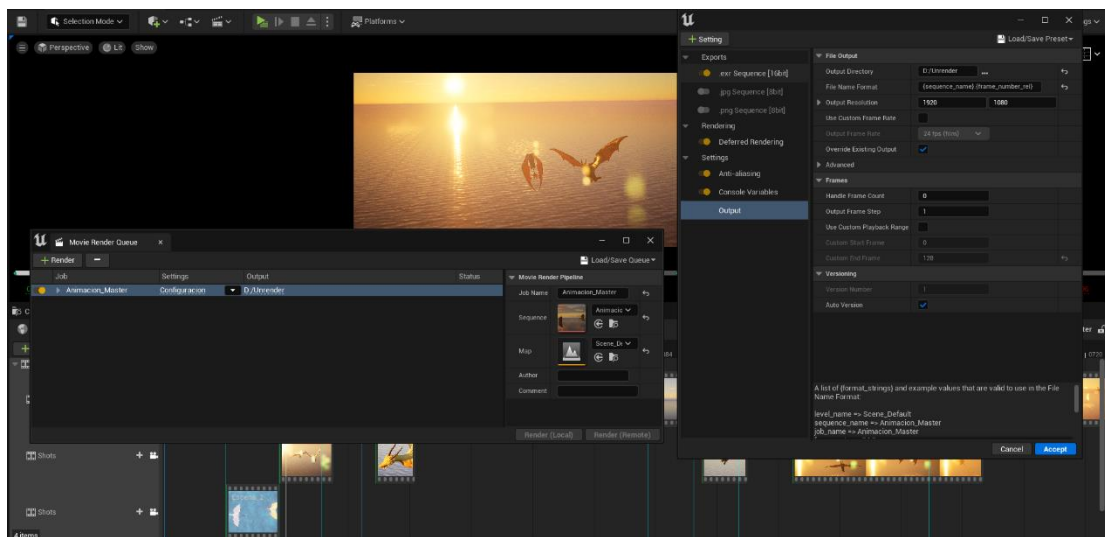 Selection Mode
Platforms
Perspective
Lit
Show
Movie Render Queue
Render
Load/Save Queue
Job
Settings
Output
Status
Animacion_Master
Configuracion
D:/Unrender
Movie Render Pipeline
Job Name
Animacion_Master
Sequence
Animacic
Map
Scene_D
Author
Comment
Render (Local)
Render (Remote)
Shots
Shots
4 items
Setting
Load/Save Preset
Exports
.exr Sequence [16bit]
.jpg Sequence [8bit]
.png Sequence [8bit]
Rendering
Deferred Rendering
Settings
Anti-aliasing
Console Variables
Output
File Output
Output Directory
D:/Unrender
...
File Name Format
{sequence_name}.{frame_number_rel}
Output Resolution
1920
1080
Use Custom Frame Rate
Output Frame Rate
24 fps (film)
Override Existing Output
Advanced
Frames
Handle Frame Count
0
Output Frame Step
1
Use Custom Playback Range
Custom Start Frame
0
Custom End Frame
Versioning
Version Number
1
Auto Version
A list of {format_strings} and example values that are valid to use in the File
Name Format:
level_name => Scene_Default
sequence_name => Animacion_Master
job_name => Animacion_Master
Cancel
Accept